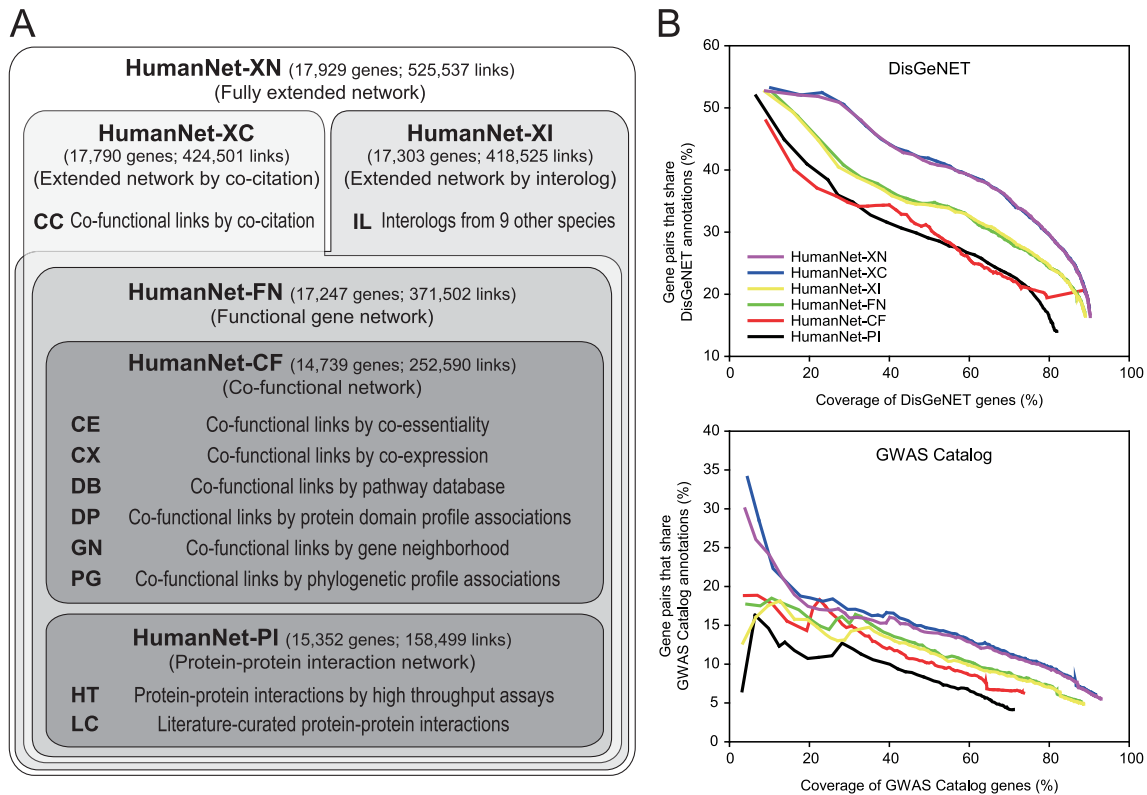 A
HumanNet-XN (17,929 genes; 525,537 links)
(Fully extended network)
HumanNet-XC
(17,790 genes; 424,501 links)
(Extended network by co-citation)
CC Co-functional links by co-citation
HumanNet-XI
(17,303 genes; 418,525 links)
(Extended network by interolog)
IL Interologs from 9 other species
HumanNet-FN (17,247 genes; 371,502 links)
(Functional gene network)
HumanNet-CF (14,739 genes; 252,590 links)
(Co-functional network)
CE Co-functional links by co-essentiality
CX Co-functional links by co-expression
DB Co-functional links by pathway database
DP Co-functional links by protein domain profile associations
GN Co-functional links by gene neighborhood
PG Co-functional links by phylogenetic profile associations
HumanNet-PI (15,352 genes; 158,499 links)
(Protein-protein interaction network)
HT Protein-protein interactions by high throughput assays
LC Literature-curated protein-protein interactions
B
DisGeNET
Gene pairs that share
DisGeNET annotations (%)
60
50
40
30
20
10
HumanNet-XN
HumanNet-XC
HumanNet-XI
HumanNet-FN
HumanNet-CF
HumanNet-PI
0 20 40 60 80 100
Coverage of DisGeNET genes (%)
GWAS Catalog
Gene pairs that share
GWAS Catalog annotations (%)
40
35
30
25
20
15
10
5
0
0 20 40 60 80 100
Coverage of GWAS Catalog genes (%)